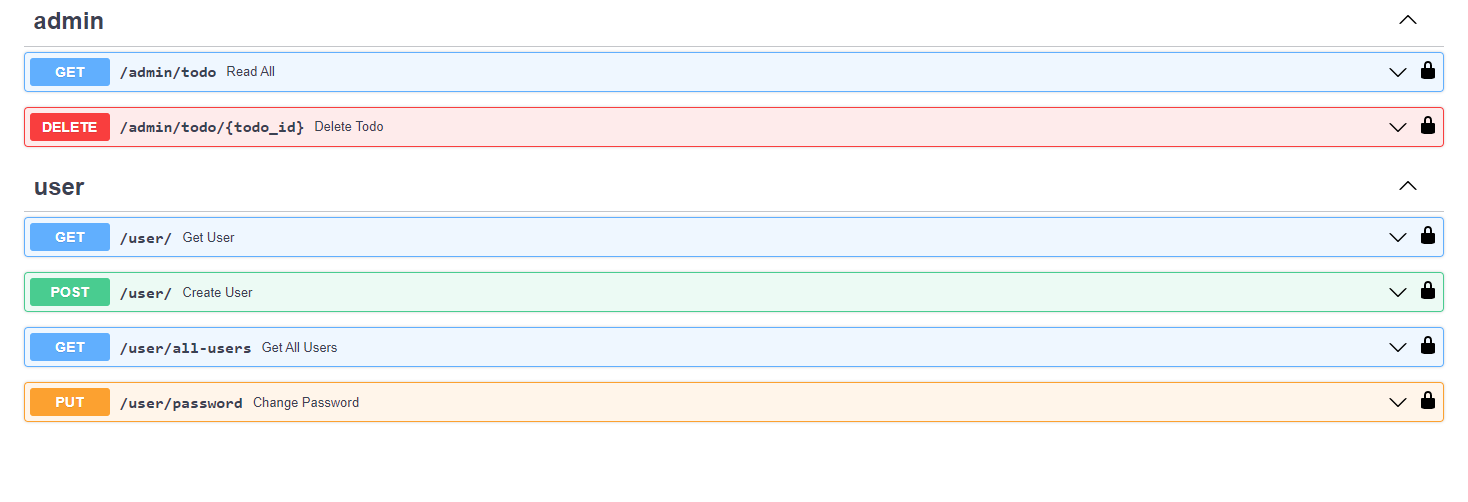 admin
GET /admin/todo Read All
DELETE /admin/todo/{todo_id} Delete Todo
user
GET /user/ Get User
POST /user/ Create User
GET /user/all-users Get All Users
PUT /user/password Change Password